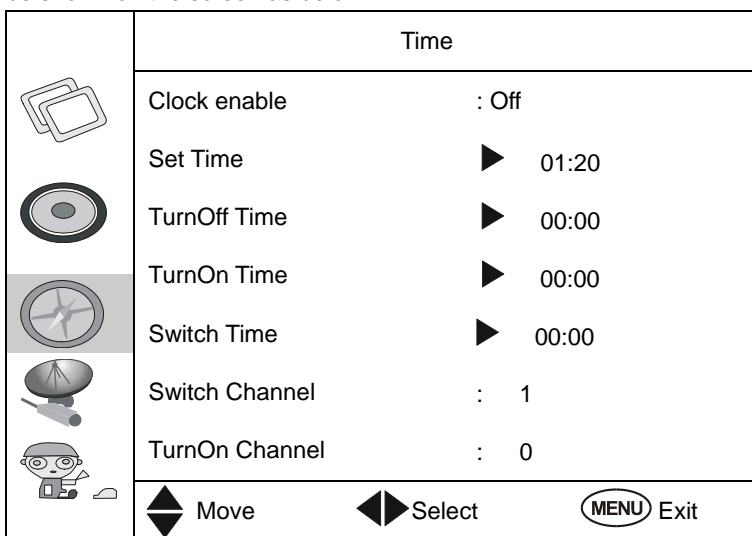 Time
Clock enable : Off
Set Time 01:20
TurnOff Time 00:00
TurnOn Time 00:00
Switch Time 00:00
Switch Channel : 1
TurnOn Channel : 0
Move Select MENU Exit